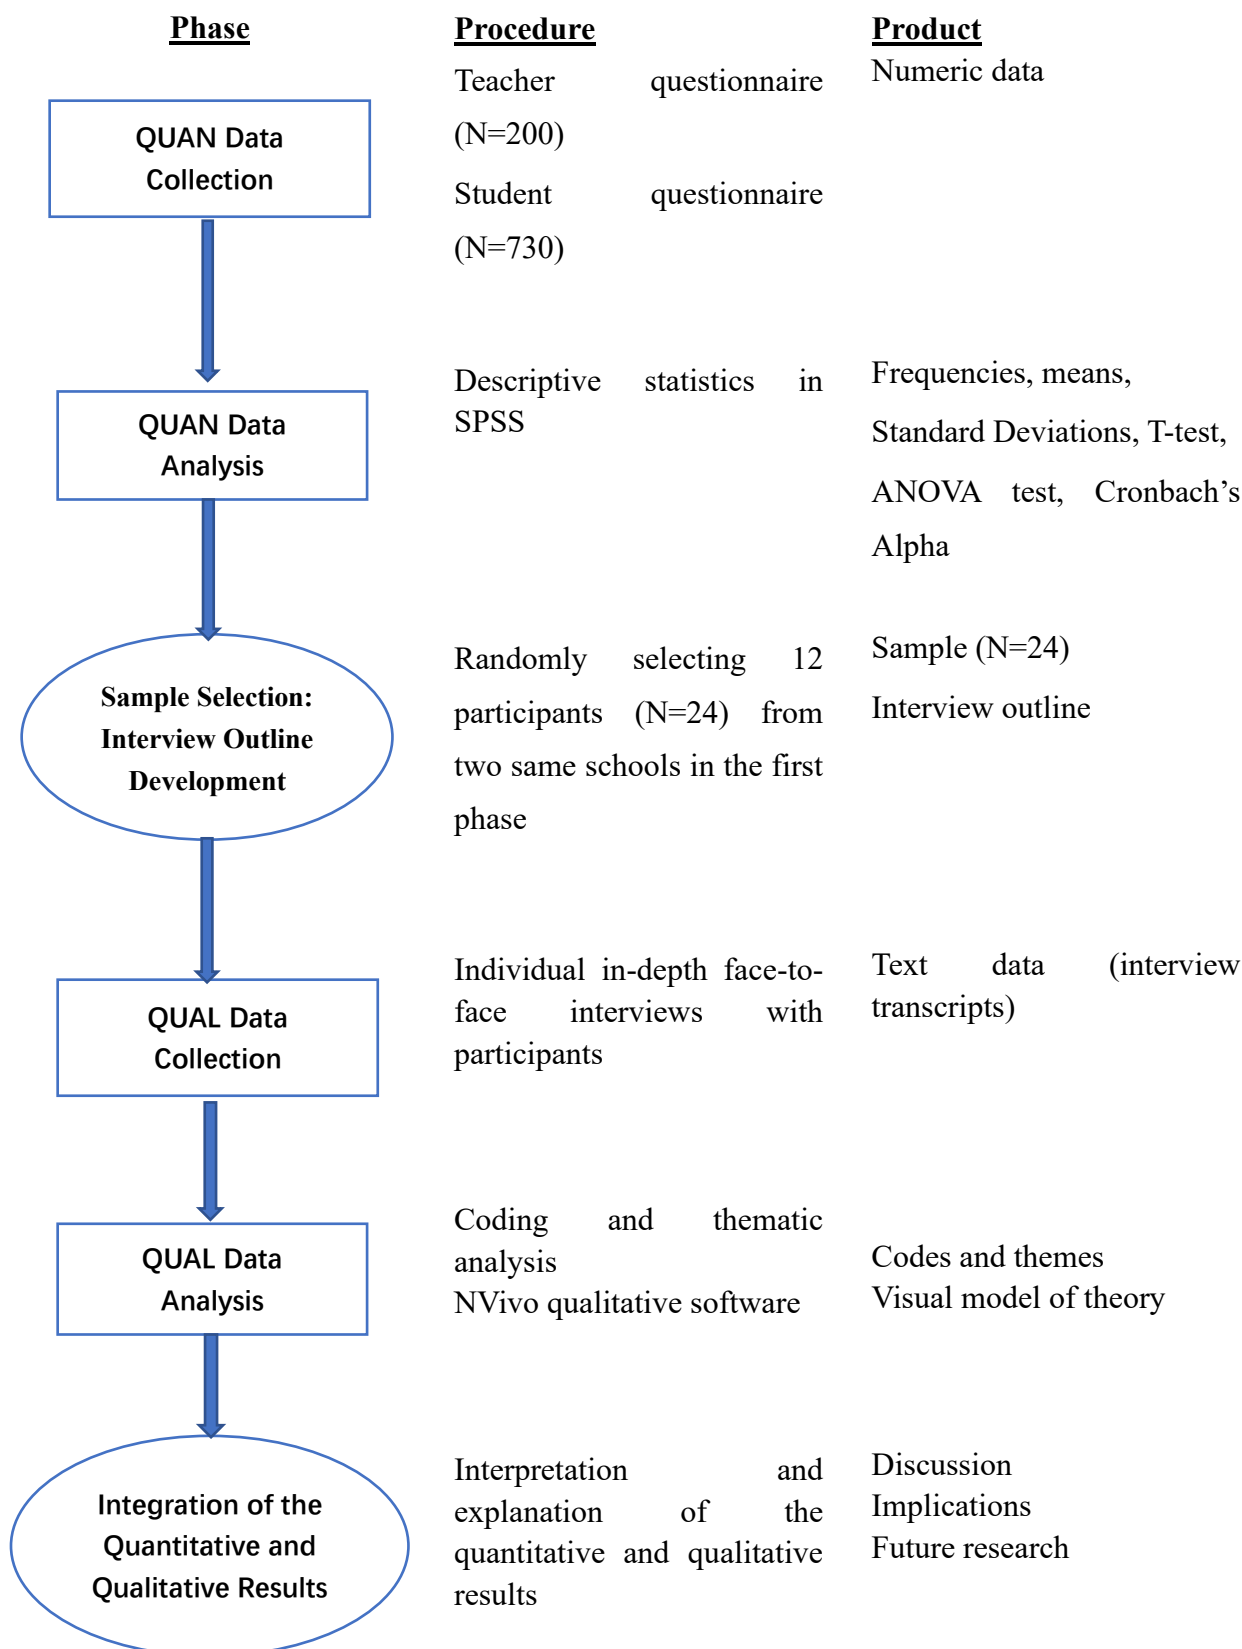 Phase Procedure Product
Teacher questionnaire
(N=200)
Student questionnaire
(N=730)
Numeric data
QUAN Data
Collection
Descriptive statistics in
SPSS
Frequencies, means,
Standard Deviations, T-test,
ANOVA test, Cronbach’s
Alpha
QUAN Data
Analysis
Randomly selecting 12
participants (N=24) from
two same schools in the first
phase
Sample (N=24)
Interview outline
Sample Selection:
Interview Outline
Development
Individual in-depth face-to-
face interviews with
participants
Text data (interview
transcripts)
QUAL Data
Collection
Coding and thematic
analysis
NVivo qualitative software
Codes and themes
Visual model of theory
QUAL Data
Analysis
Interpretation and
explanation of the
quantitative and qualitative
results
Discussion
Implications
Future research
Integration of the
Quantitative and
Qualitative Results